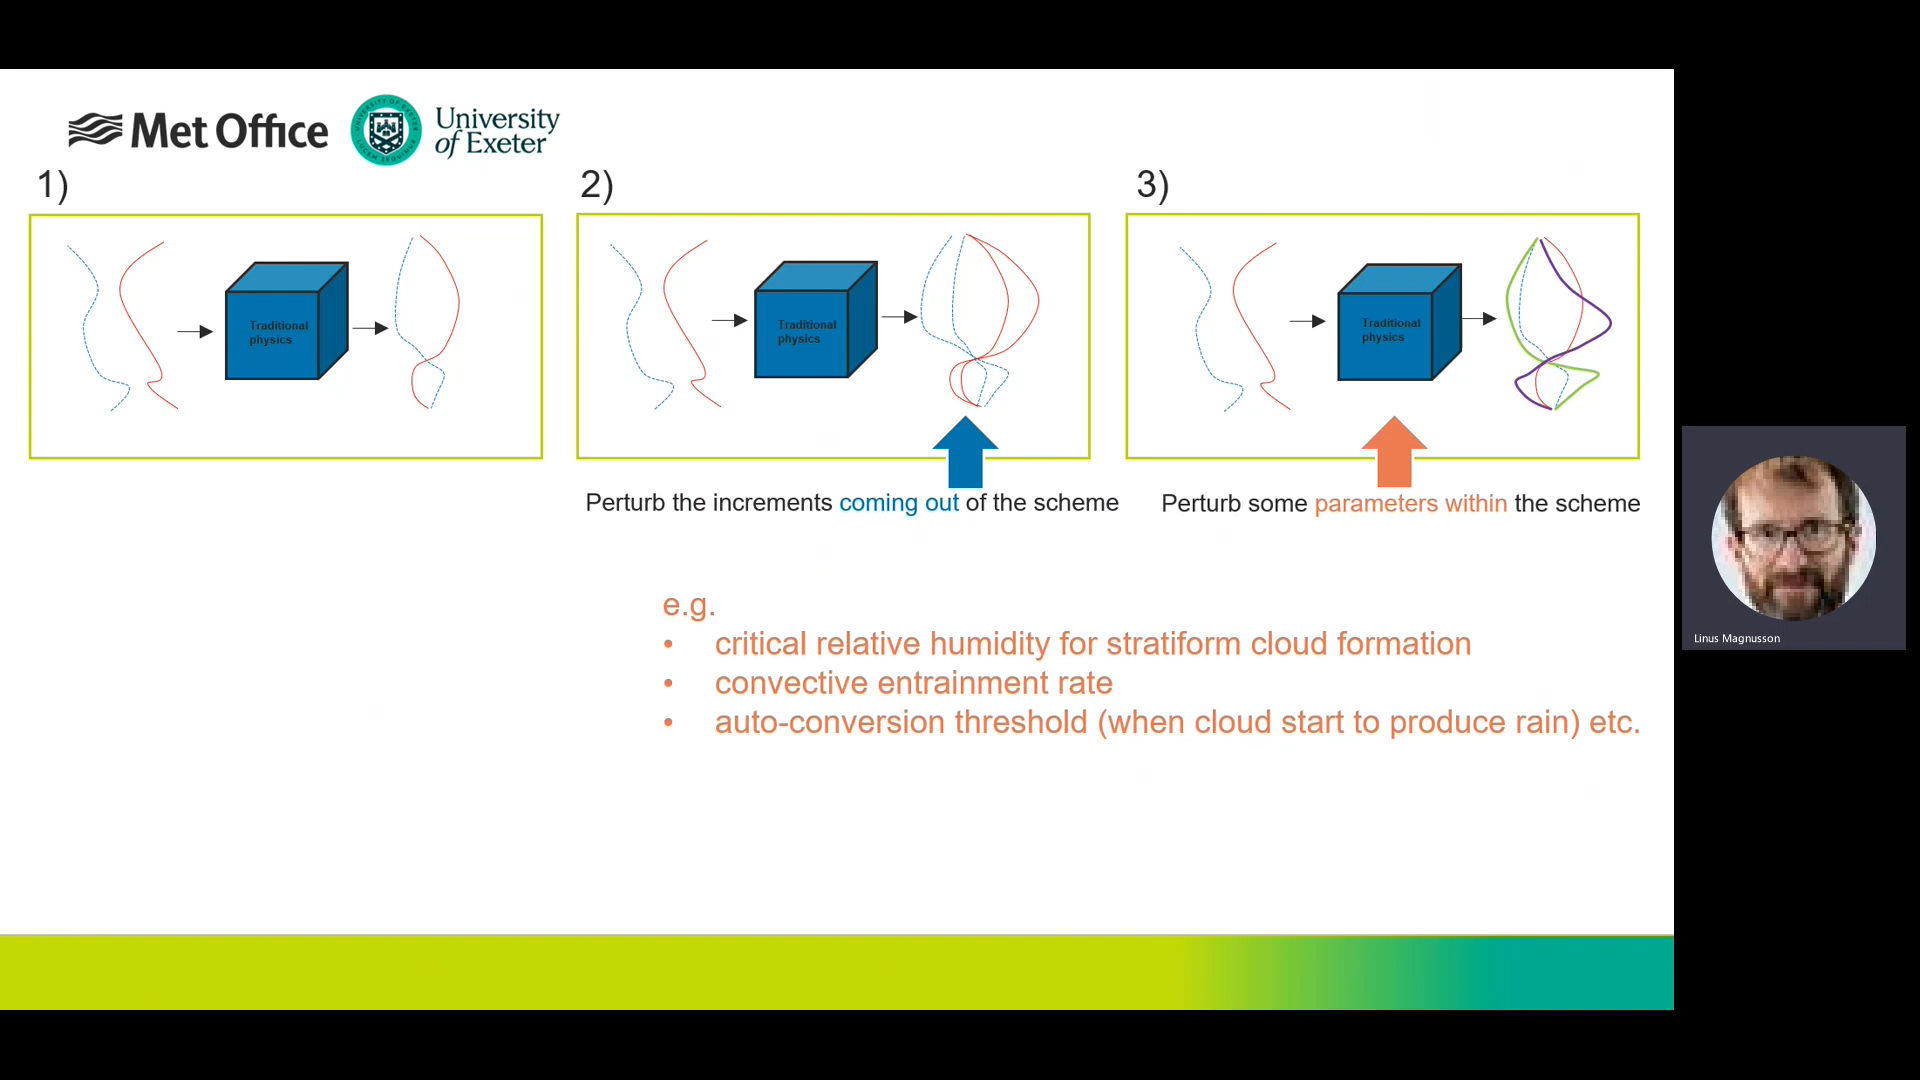 Met Office
University
of Exeter
1)
2)
3)
Traditional
physics
Traditional
physics
Traditional
physics
Perturb the increments coming out of the scheme
Perturb some parameters within the scheme
e.g.
• critical relative humidity for stratiform cloud formation
• convective entrainment rate
• auto-conversion threshold (when cloud start to produce rain) etc.
Linus Magnusson